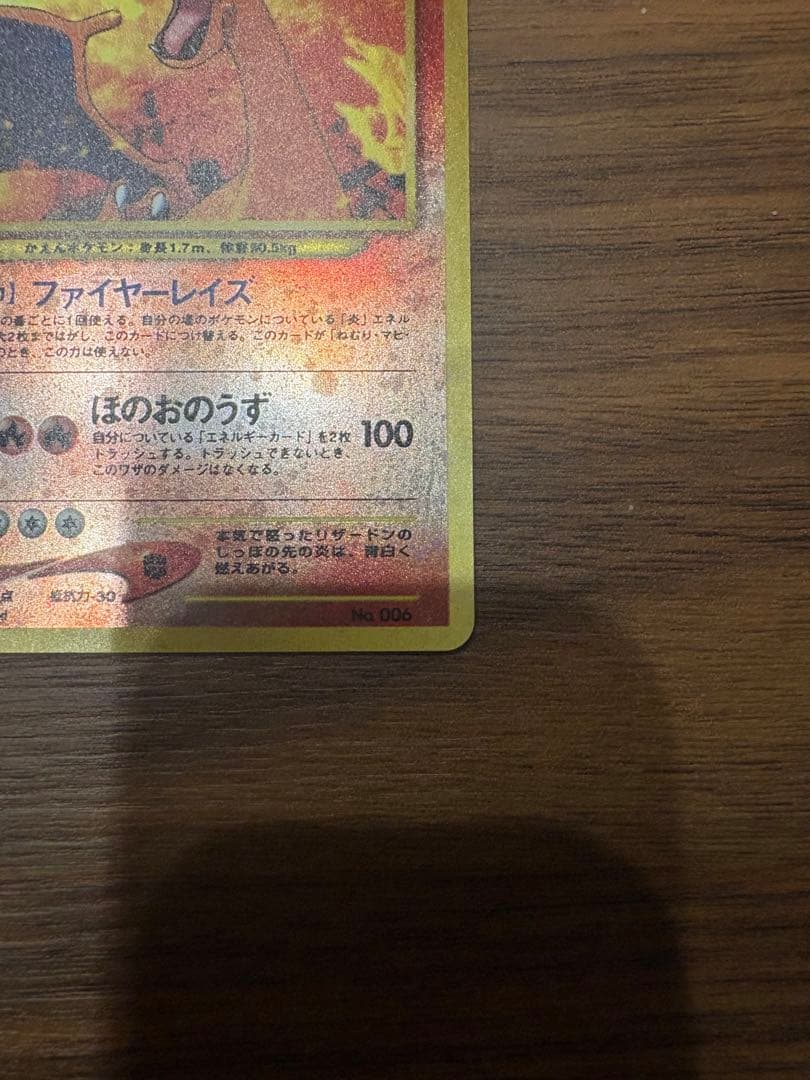 かえんポケモン：身長1.7m、体重90.5kg
ファイヤーレイズ
の番ごとに1回使える。自分の場のポケモンについている「炎」エネル
大2枚まではがし、このカードにつけ替える。このカードが「ねむり・マヒ・
のとき、この力は使えない。
ほのおのうず
自分についている「エネルギーカード」を2枚
トラッシュする。トラッシュできないとき、
このワザのダメージはなくなる。
100
本気で怒ったリザードンの
しっぽの先の炎は、青白く
燃えあがる。
点 抵抗力 -30
No. 006